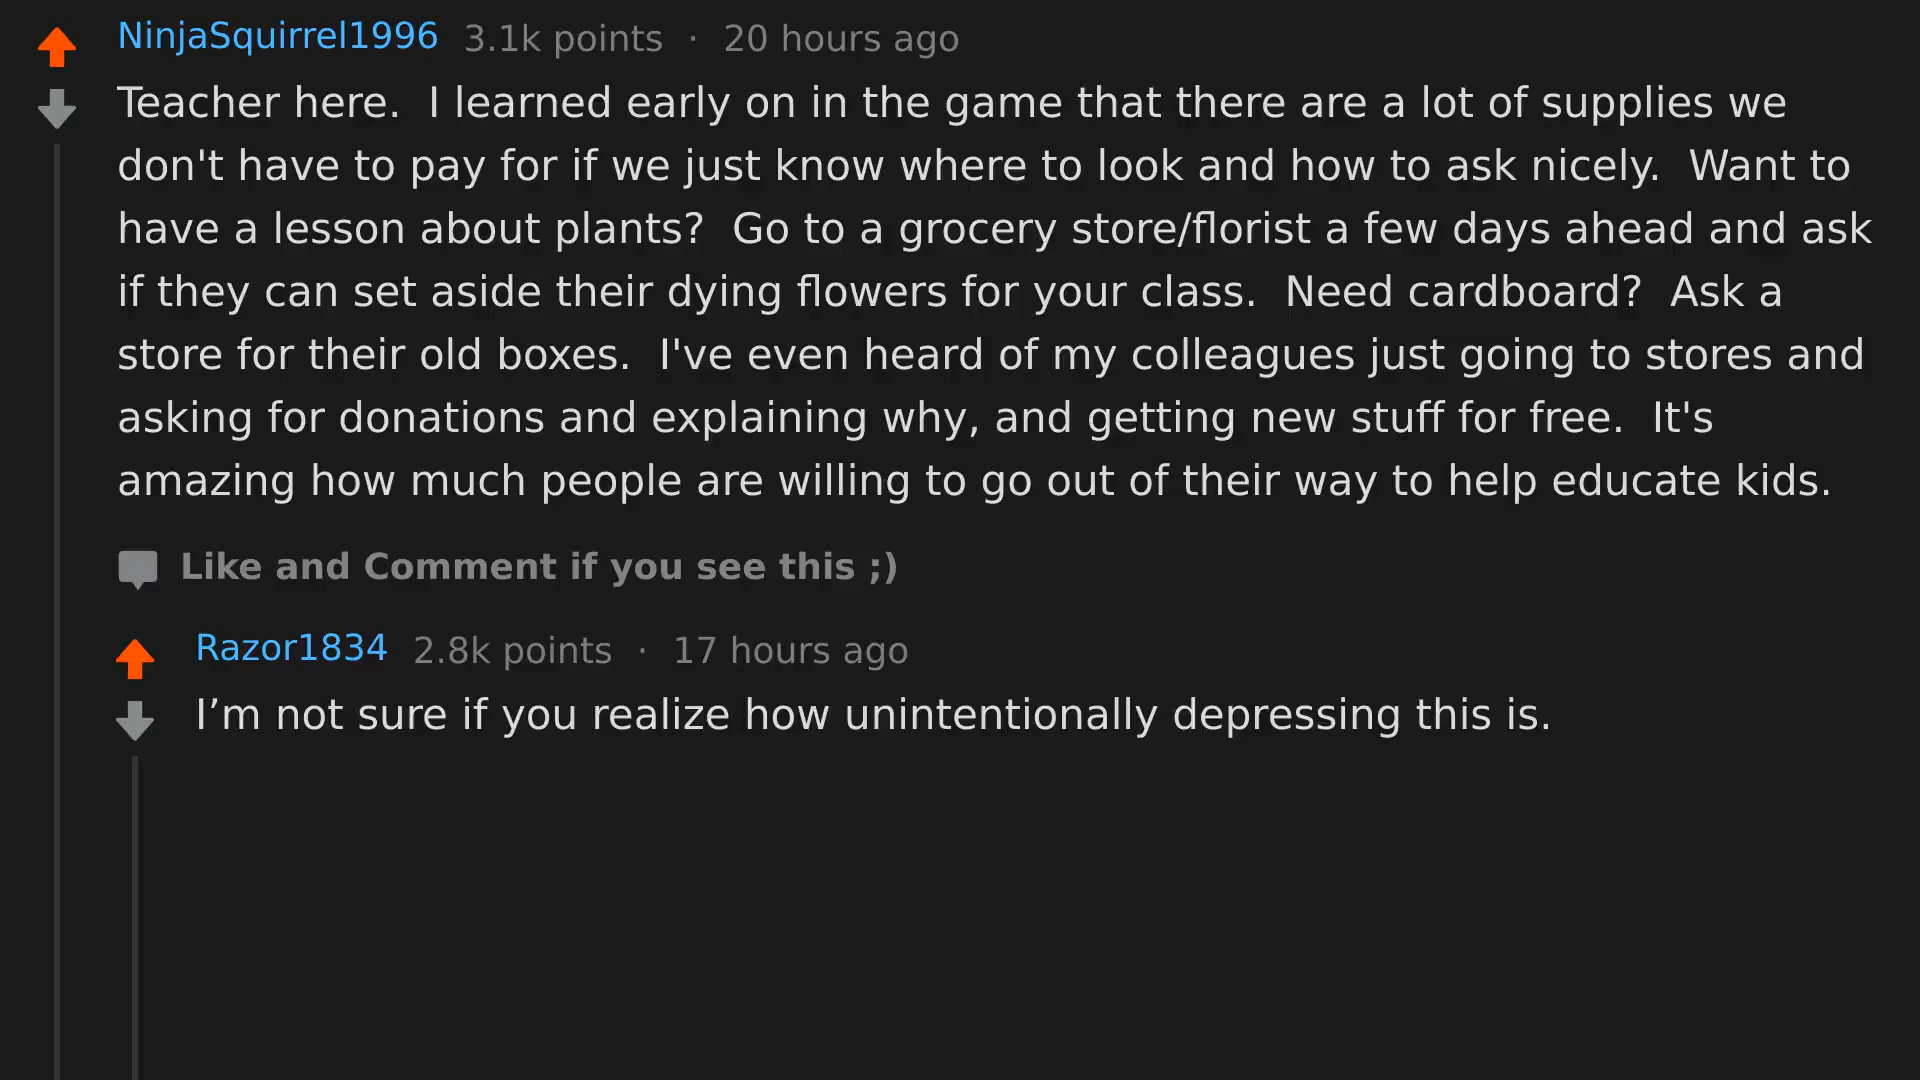 NinjaSquirrel1996 3.1k points · 20 hours ago
Teacher here.  I learned early on in the game that there are a lot of supplies we
don't have to pay for if we just know where to look and how to ask nicely.  Want to
have a lesson about plants?  Go to a grocery store/florist a few days ahead and ask
if they can set aside their dying flowers for your class.  Need cardboard?  Ask a
store for their old boxes.  I've even heard of my colleagues just going to stores and
asking for donations and explaining why, and getting new stuff for free.  It's
amazing how much people are willing to go out of their way to help educate kids.
Like and Comment if you see this ;)
Razor1834 2.8k points · 17 hours ago
I’m not sure if you realize how unintentionally depressing this is.